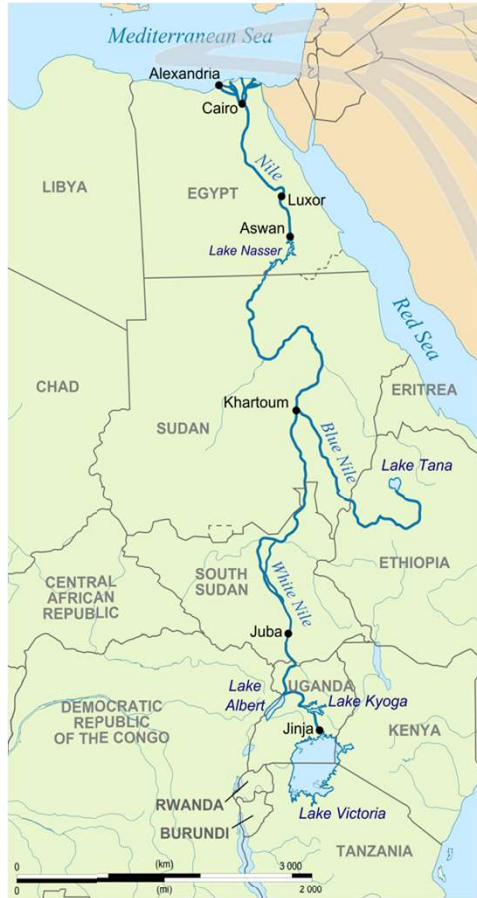 Mediterranean Sea
Alexandria
Cairo
Nile
LIBYA
EGYPT
Luxor
Aswan
Lake Nasser
Red Sea
CHAD
ERITREA
Khartoum
SUDAN
Blue Nile
Lake Tana
ETHIOPIA
CENTRAL
AFRICAN
REPUBLIC
SOUTH
SUDAN
White Nile
Juba
UGANDA
Lake
Albert
Lake Kyoga
DEMOCRATIC
REPUBLIC
OF THE CONGO
Jinja
KENYA
RWANDA
BURUNDI
Lake Victoria
TANZANIA
0 (km) 3 000
0 (mi) 2 000